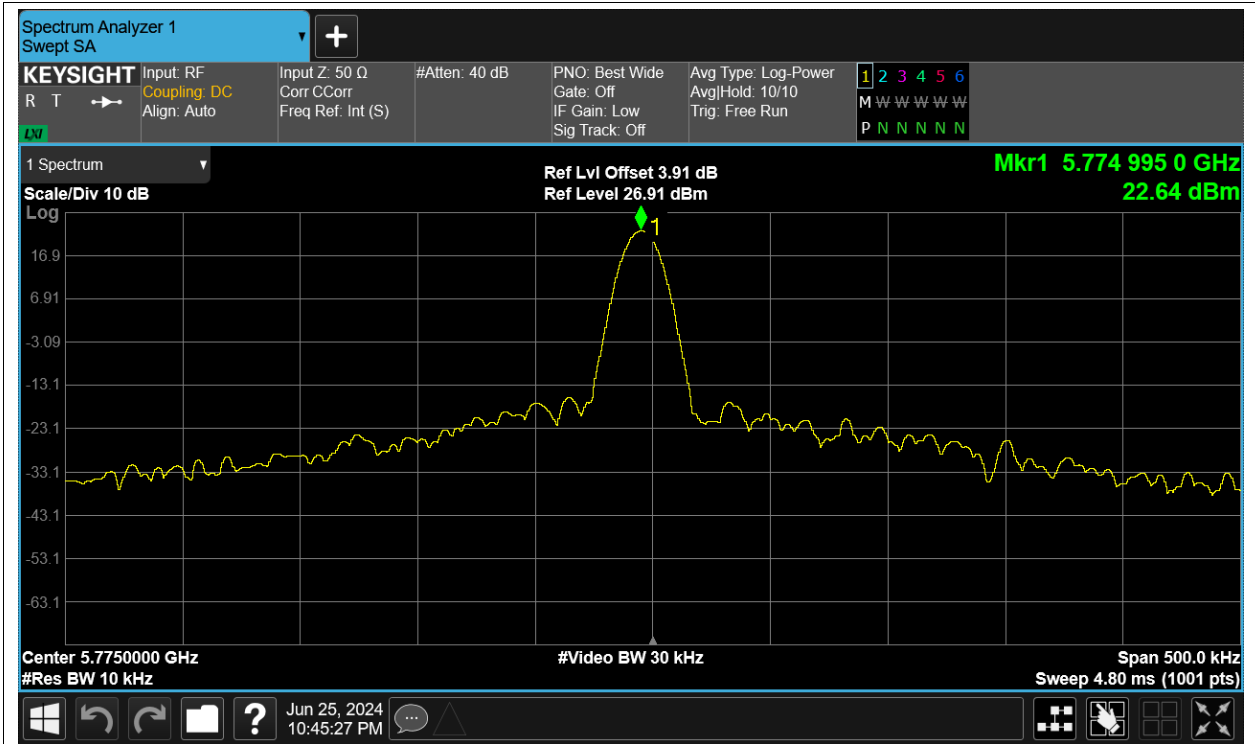 Spectrum Analyzer 1
Swept SA
+
KEYSIGHT
R T
LXI
Input: RF
Coupling: DC
Align: Auto
Input Z: 50 Ω
Corr CCorr
Freq Ref: Int (S)
#Atten: 40 dB
PNO: Best Wide
Gate: Off
IF Gain: Low
Sig Track: Off
Avg Type: Log-Power
Avg|Hold: 10/10
Trig: Free Run
1 2 3 4 5 6
M W W W W W
P N N N N N
1 Spectrum
Scale/Div 10 dB
Log
Ref Lvl Offset 3.91 dB
Ref Level 26.91 dBm
Mkr1 5.774 995 0 GHz
22.64 dBm
1
16.9
6.91
-3.09
-13.1
-23.1
-33.1
-43.1
-53.1
-63.1
Center 5.7750000 GHz
#Res BW 10 kHz
#Video BW 30 kHz
Span 500.0 kHz
Sweep 4.80 ms (1001 pts)
?
Jun 25, 2024
10:45:27 PM